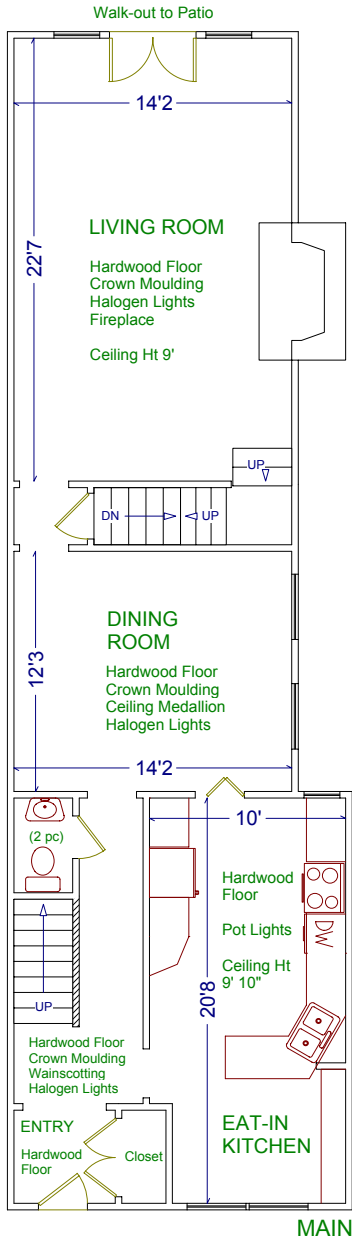 Walk-out to Patio
14'2
22'7
LIVING ROOM
Hardwood Floor
Crown Moulding
Halogen Lights
Fireplace
Ceiling Ht 9'
UP
DN
UP
DINING
ROOM
12'3
Hardwood Floor
Crown Moulding
Ceiling Medallion
Halogen Lights
14'2
10'
(2 pc)
Hardwood
Floor
Pot Lights
DW
Ceiling Ht
9' 10"
20'8
UP
Hardwood Floor
Crown Moulding
Wainscotting
Halogen Lights
ENTRY
Hardwood
Floor
Closet
EAT-IN
KITCHEN
MAIN